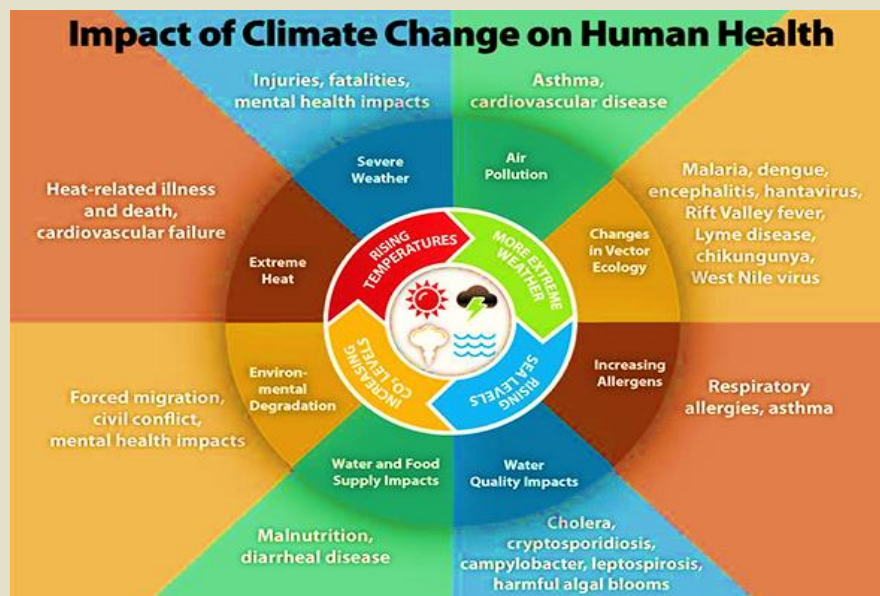 Impact of Climate Change on Human Health
Injuries, fatalities,
mental health impacts
Asthma,
cardiovascular disease
Severe
Weather
Air
Pollution
Heat-related illness
and death,
cardiovascular failure
Malaria, dengue,
encephalitis, hantavirus,
Rift Valley fever,
Lyme disease,
chikungunya,
West Nile virus
Extreme
Heat
Changes
in Vector
Ecology
RISING
TEMPERATURES
MORE EXTREME
WEATHER
INCREASING
CO₂ LEVELS
RISING
SEA LEVELS
Environ-
mental
Degradation
Increasing
Allergens
Forced migration,
civil conflict,
mental health impacts
Respiratory
allergies, asthma
Water and Food
Supply Impacts
Water
Quality Impacts
Malnutrition,
diarrheal disease
Cholera,
cryptosporidiosis,
campylobacter, leptospirosis,
harmful algal blooms